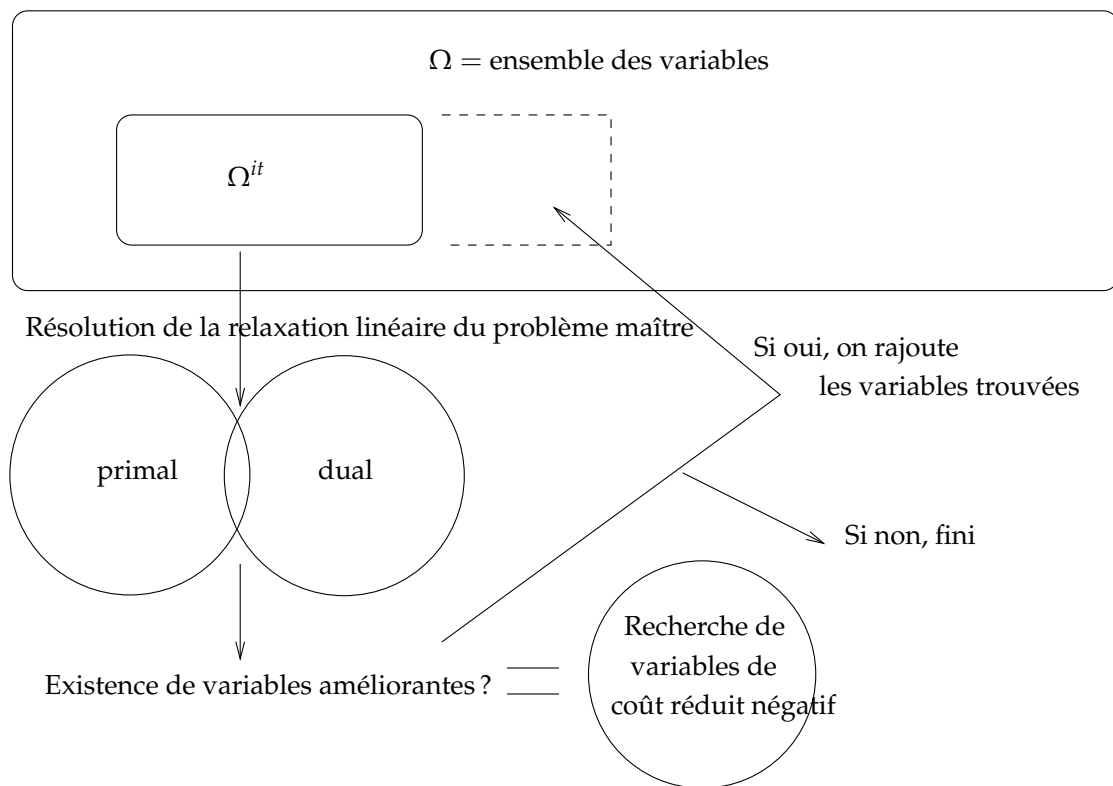 Ω = ensemble des variables
Ω^{it}
Résolution de la relaxation linéaire du problème maître
Si oui, on rajoute
les variables trouvées
primal
dual
Si non, fini
Recherche de
variables de
coût réduit négatif
Existence de variables améliorantes ?